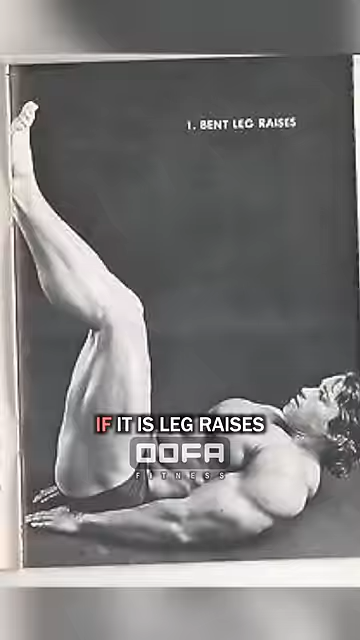 1. BENT LEG RAISES
IF IT IS LEG RAISES
OOFA
FITNESS